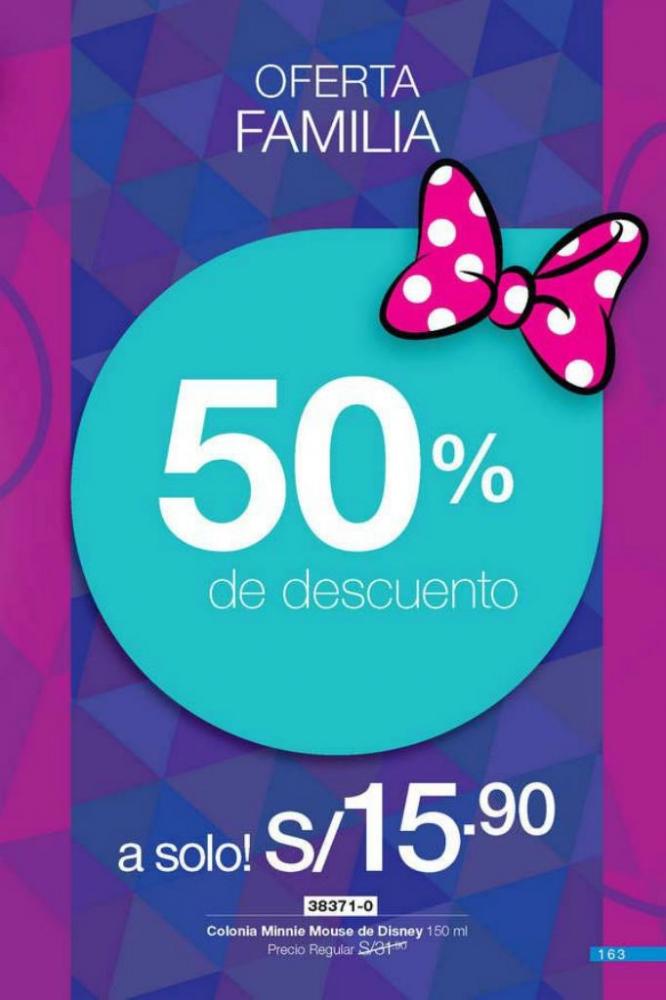 OFERTA
FAMILIA
50%
de descuento
a solo! S/15.90
38371-0
Colonia Minnie Mouse de Disney 150 ml
Precio Regular S/31.90
163